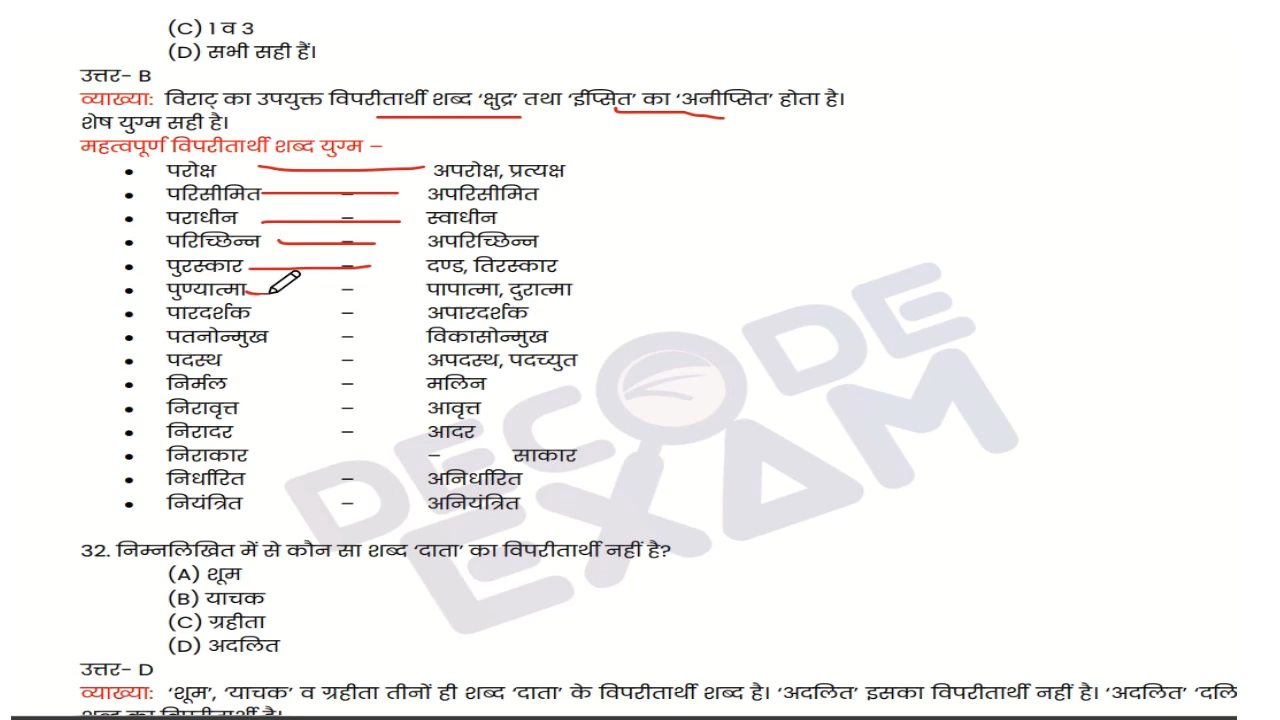 (C) 1 व 3
(D) सभी सही हैं।
उत्तर- B
व्याख्या: विराट् का उपयुक्त विपरीतार्थी शब्द ‘क्षुद्र’ तथा ‘ईप्सित’ का ‘अनीप्सित’ होता है।
शेष युग्म सही है।
महत्वपूर्ण विपरीतार्थी शब्द युग्म –
• परोक्ष अपरोक्ष, प्रत्यक्ष
• परिसीमित – अपरिसीमित
• पराधीन – स्वाधीन
• परिच्छिन्न – अपरिच्छिन्न
• पुरस्कार – दण्ड, तिरस्कार
• पुण्यात्मा – पापात्मा, दुरात्मा
• पारदर्शक – अपारदर्शक
• पतनोन्मुख – विकासोन्मुख
• पदस्थ – अपदस्थ, पदच्युत
• निर्मल – मलिन
• निरावृत्त – आवृत्त
• निरादर – आदर
• निराकार – साकार
• निर्धारित – अनिर्धारित
• नियंत्रित – अनियंत्रित
DECODE
EXAM
32. निम्नलिखित में से कौन सा शब्द ‘दाता’ का विपरीतार्थी नहीं है?
(A) शूम
(B) याचक
(C) ग्रहीता
(D) अदलित
उत्तर- D
व्याख्या: ‘शूम’, ‘याचक’ व ग्रहीता तीनों ही शब्द ‘दाता’ के विपरीतार्थी शब्द है। ‘अदलित’ इसका विपरीतार्थी नहीं है। ‘अदलित’ ‘दलि